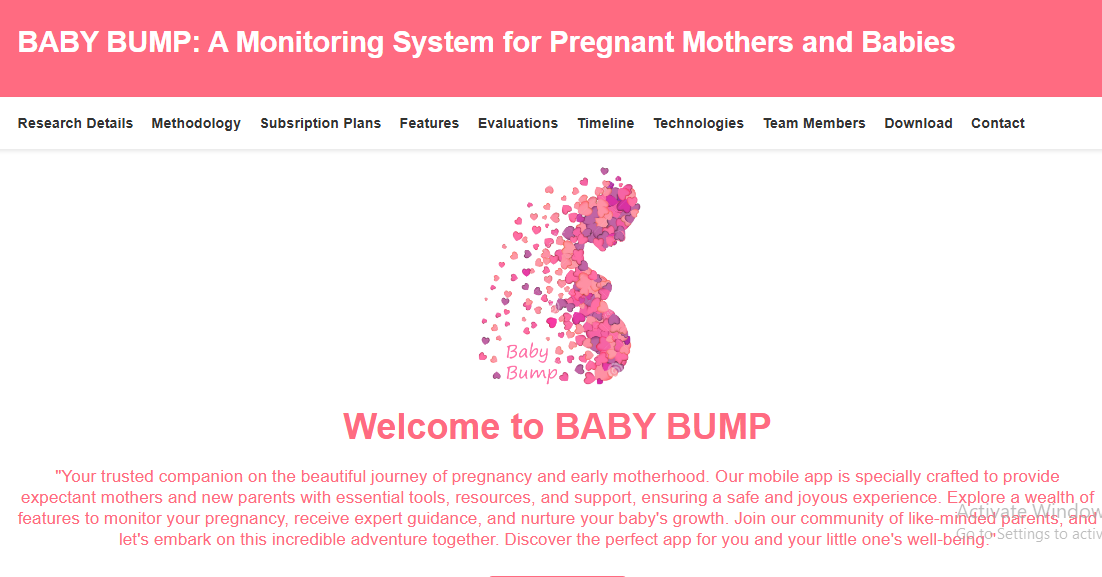 BABY BUMP: A Monitoring System for Pregnant Mothers and Babies
Research Details Methodology Subsription Plans Features Evaluations Timeline Technologies Team Members Download Contact
Baby
Bump
Welcome to BABY BUMP
"Your trusted companion on the beautiful journey of pregnancy and early motherhood. Our mobile app is specially crafted to provide
expectant mothers and new parents with essential tools, resources, and support, ensuring a safe and joyous experience. Explore a wealth of
features to monitor your pregnancy, receive expert guidance, and nurture your baby's growth. Join our community of like-minded parents, and
let's embark on this incredible adventure together. Discover the perfect app for you and your little one's well-being."
Activate Window
Go to Settings to activ